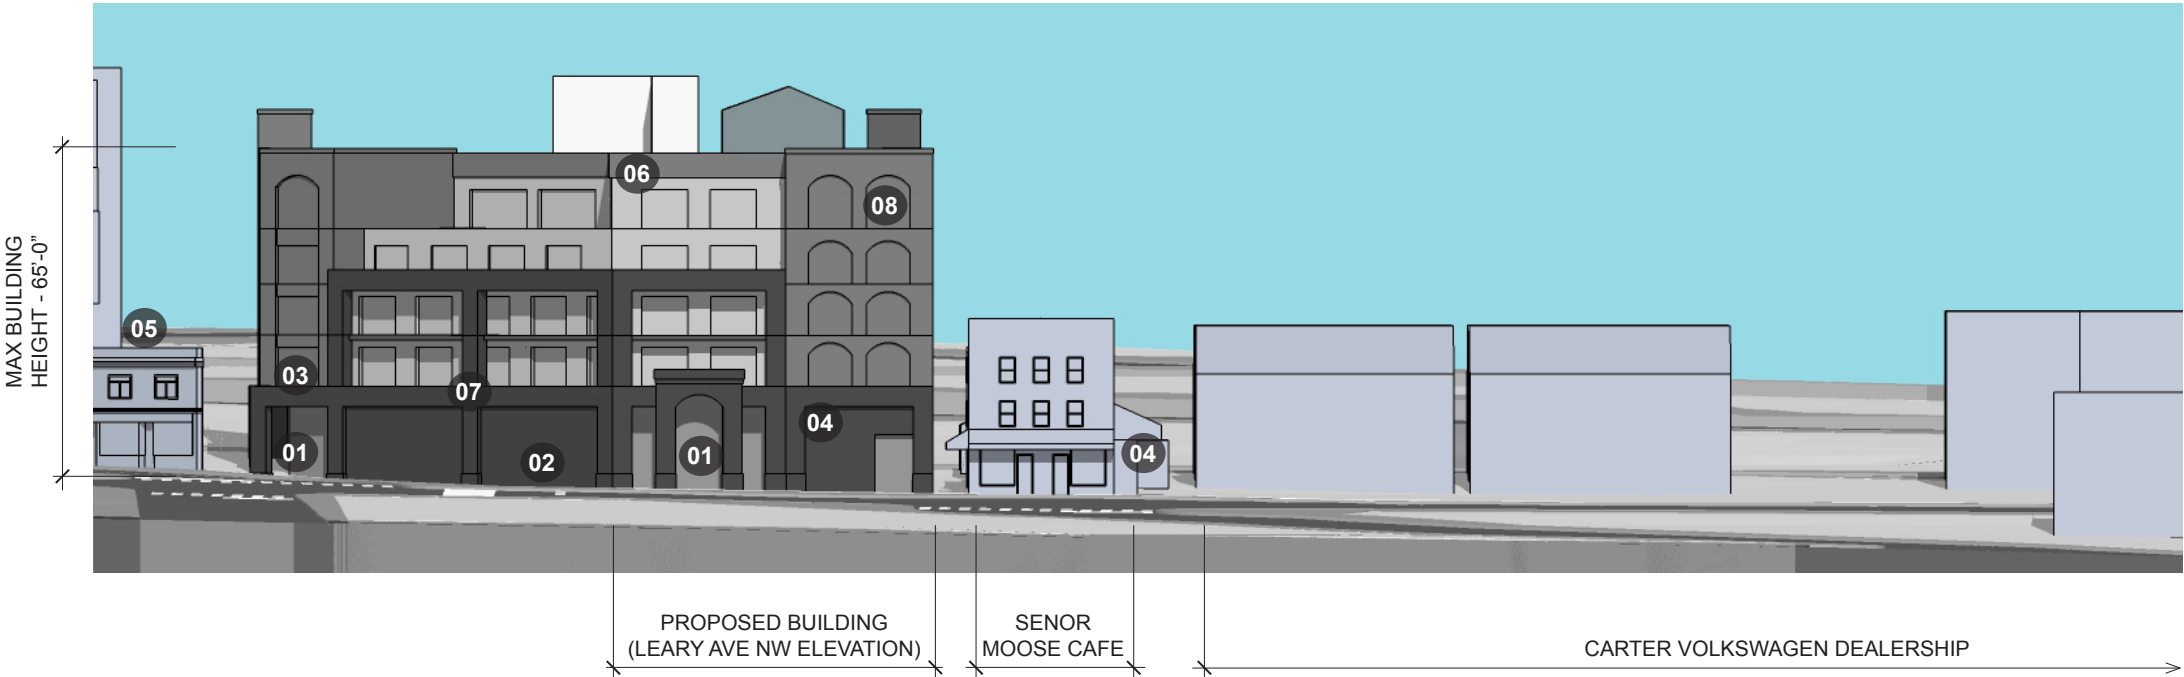 MAX BUILDING
HEIGHT - 65'-0"
06
08
05
03
07
04
01
02
01
04
PROPOSED BUILDING
(LEARY AVE NW ELEVATION)
SENOR
MOOSE CAFE
CARTER VOLKSWAGEN DEALERSHIP